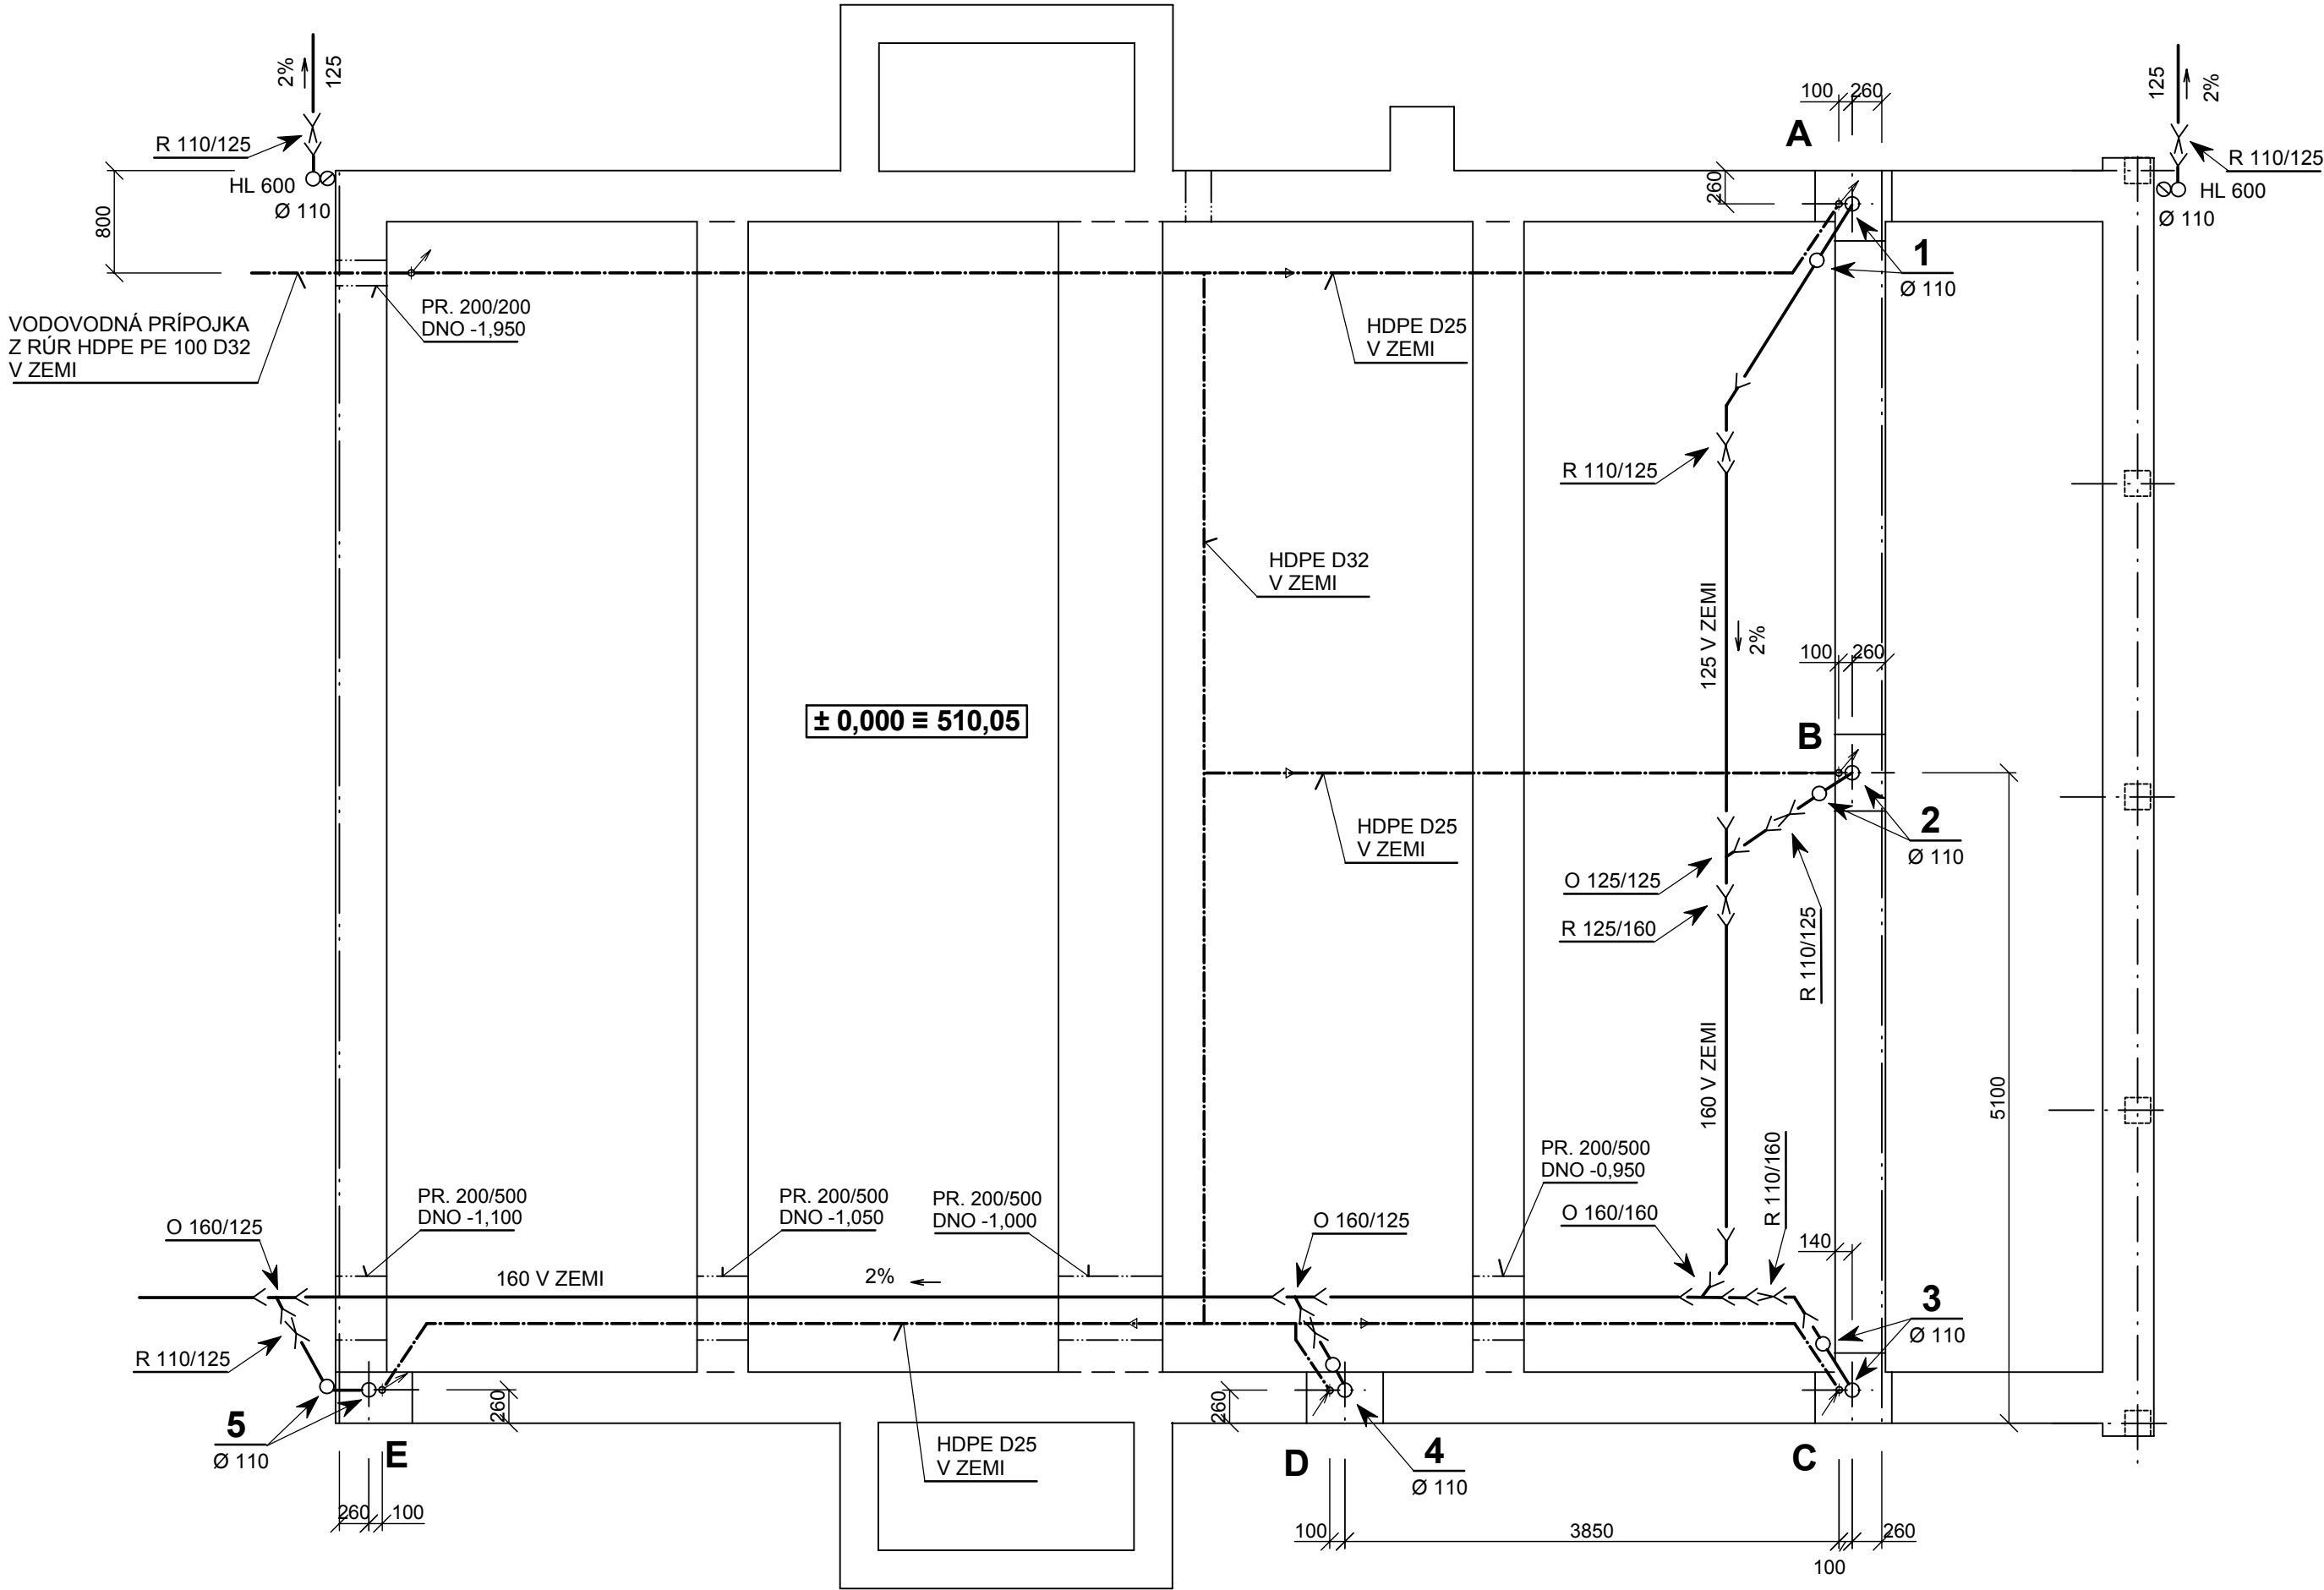 2%
125
R 110/125
HL 600
Ø 110
800
VODOVODNÁ PRÍPOJKA
Z RÚR HDPE PE 100 D32
V ZEMI
PR. 200/200
DNO -1,950
HDPE D25
V ZEMI
100
260
A
260
1
Ø 110
125
2%
R 110/125
HL 600
Ø 110
R 110/125
HDPE D32
V ZEMI
125 V ZEMI
2%
100
260
± 0,000 ≡ 510,05
B
HDPE D25
V ZEMI
2
Ø 110
O 125/125
R 125/160
R 110/125
160 V ZEMI
5100
PR. 200/500
DNO -0,950
R 110/160
O 160/125
PR. 200/500
DNO -1,100
PR. 200/500
DNO -1,050
PR. 200/500
DNO -1,000
O 160/125
O 160/160
140
160 V ZEMI
2%
3
Ø 110
R 110/125
260
260
5
Ø 110
E
HDPE D25
V ZEMI
D
4
Ø 110
C
260
100
100
3850
260
100